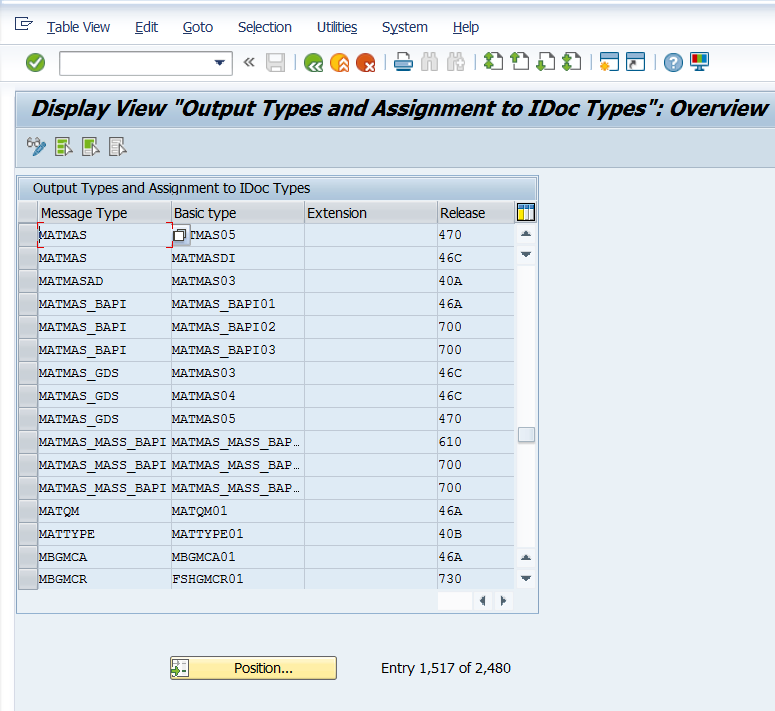 Table View Edit Goto Selection Utilities System Help
Display View "Output Types and Assignment to IDoc Types": Overview
Output Types and Assignment to IDoc Types
Message Type Basic type Extension Release
MATMAS TMAS05 470
MATMAS MATMASDI 46C
MATMASAD MATMAS03 40A
MATMAS_BAPI MATMAS_BAPI01 46A
MATMAS_BAPI MATMAS_BAPI02 700
MATMAS_BAPI MATMAS_BAPI03 700
MATMAS_GDS MATMAS03 46C
MATMAS_GDS MATMAS04 46C
MATMAS_GDS MATMAS05 470
MATMAS_MASS_BAPI MATMAS_MASS_BAP… 610
MATMAS_MASS_BAPI MATMAS_MASS_BAP… 700
MATMAS_MASS_BAPI MATMAS_MASS_BAP… 700
MATQM MATQM01 46A
MATTYPE MATTYPE01 40B
MBGMCA MBGMCA01 46A
MBGMCR FSHGMCR01 730
Position... Entry 1,517 of 2,480